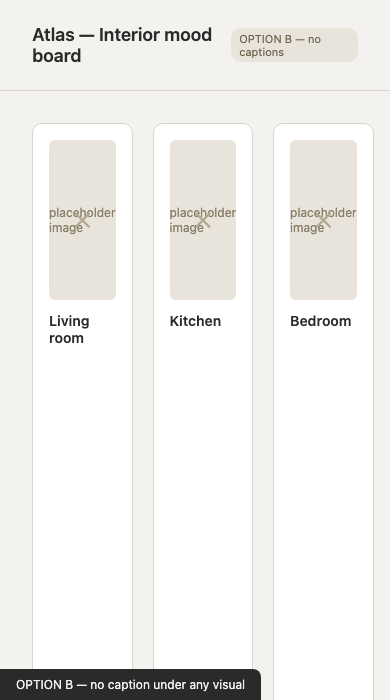 Atlas — Interior mood
board
OPTION B — no
captions
placeholder
image
placeholder
image
placeholder
image
Living
room
Kitchen
Bedroom
OPTION B — no caption under any visual